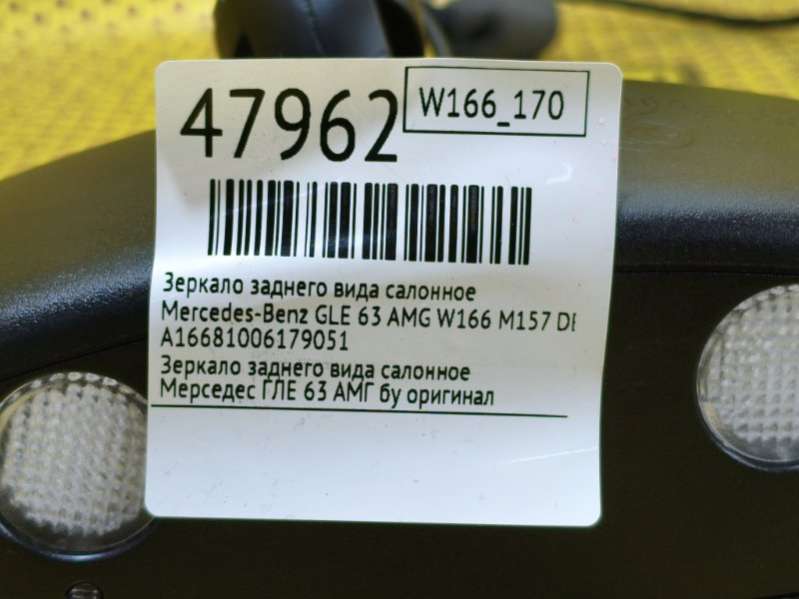 47962
W166_170
Зеркало заднего вида салонное
Mercedes-Benz GLE 63 AMG W166 M157 DE
A16681006179051
Зеркало заднего вида салонное
Мерседес ГЛЕ 63 АМГ бу оригинал